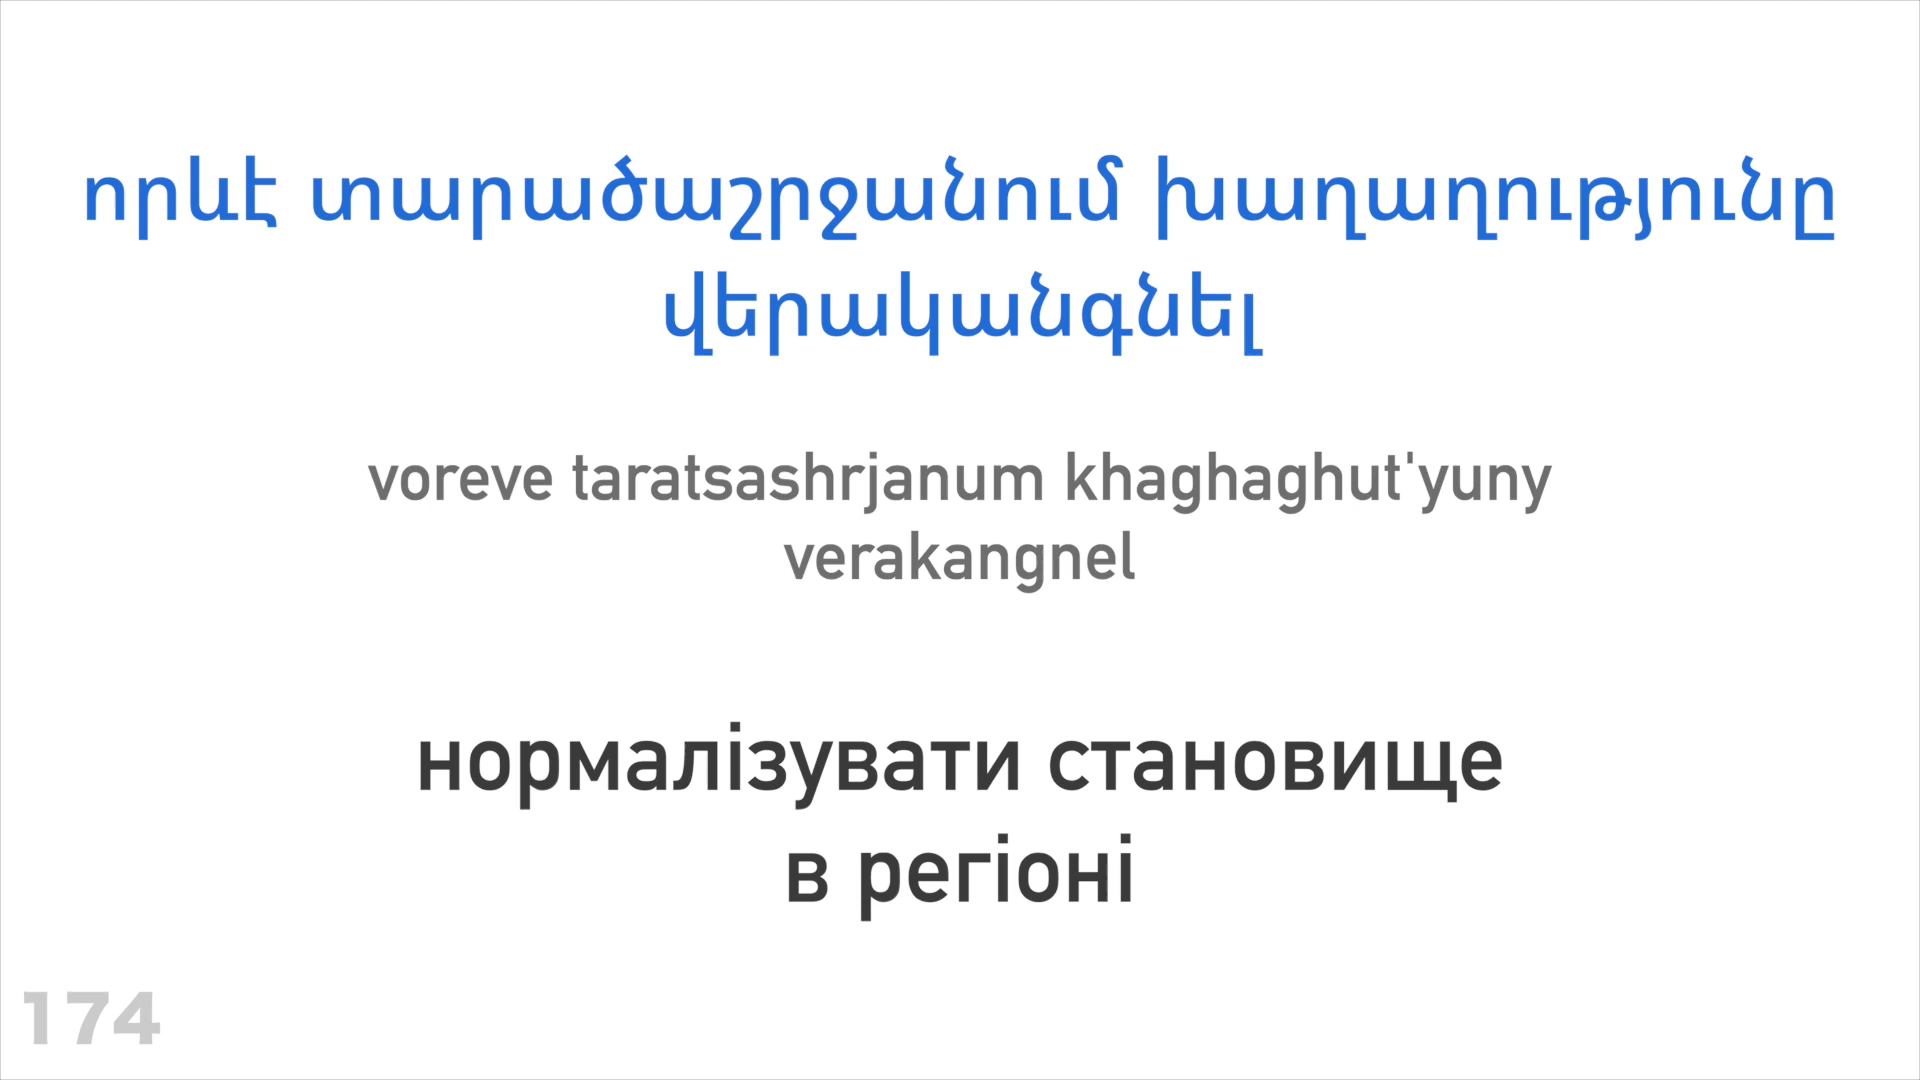 որևէ տարածաշրջանում խաղաղությունը
վերականգնել
voreve taratsashrjanum khaghaghut'yuny
verakangnel
нормалізувати становище
в регіоні
174